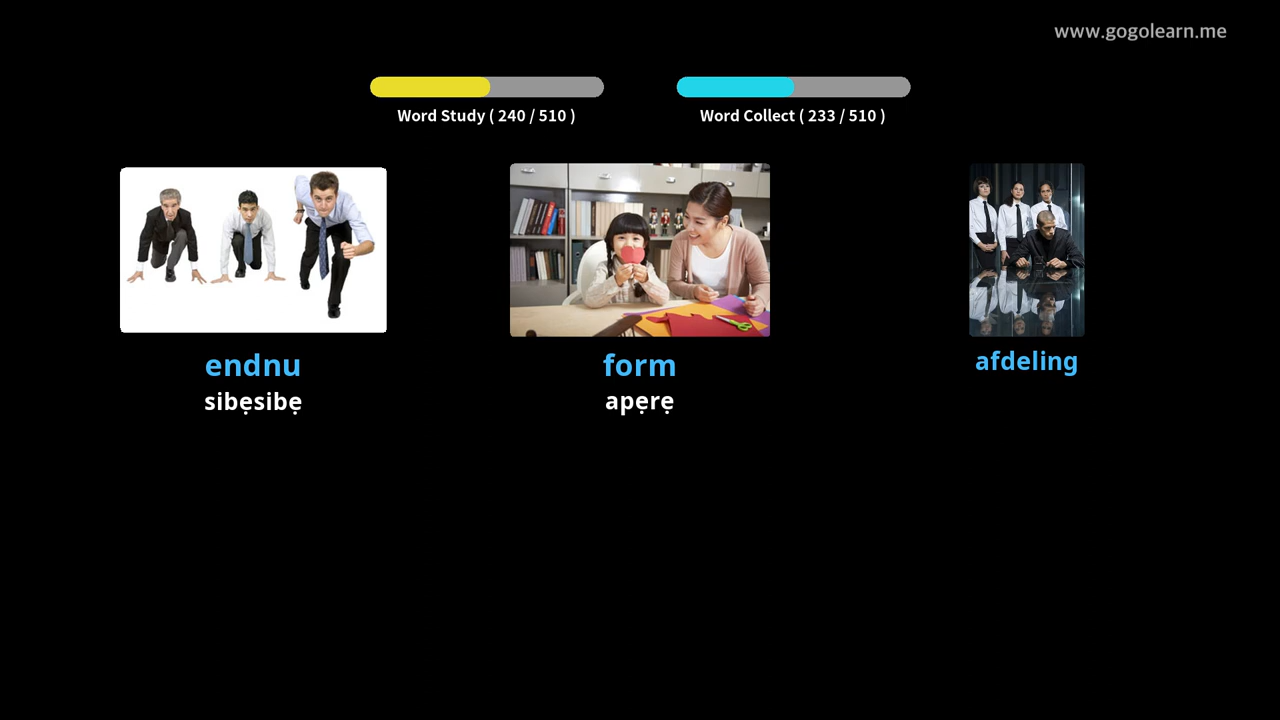 www.gogolearn.me
Word Study ( 240 / 510 )
Word Collect ( 233 / 510 )
endnu
sibẹsibẹ
form
apẹrẹ
afdeling